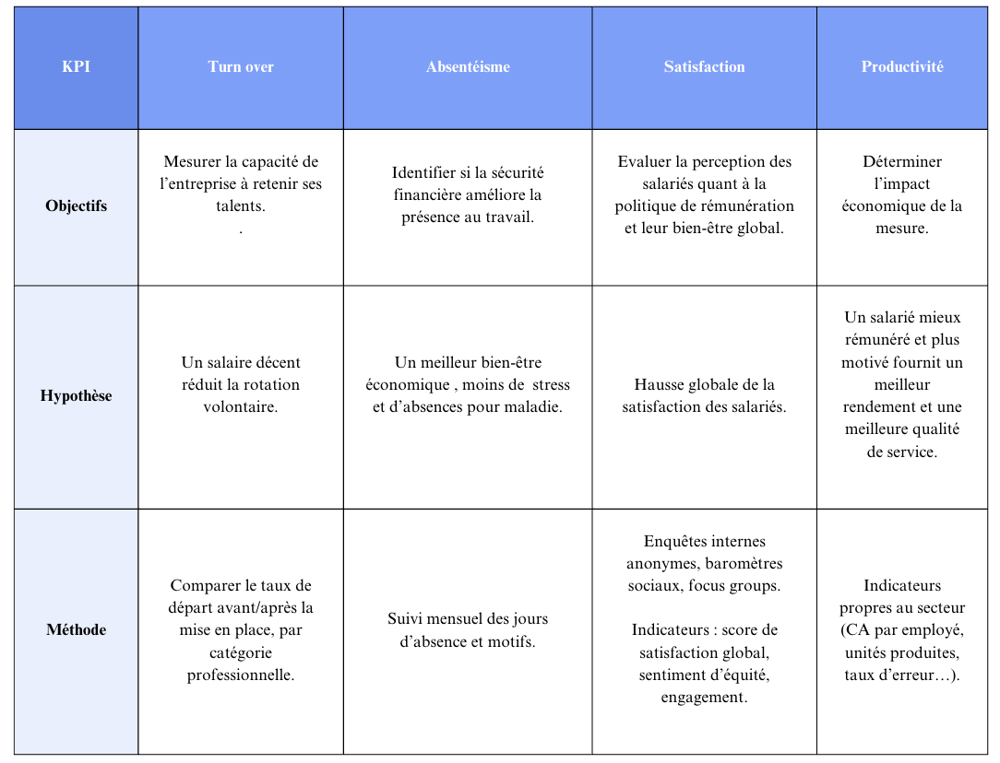 KPI
Turn over
Absentéisme
Satisfaction
Productivité
Objectifs
Mesurer la capacité de
l'entreprise à retenir ses
talents.
.
Identifier si la sécurité
financière améliore la
présence au travail.
Evaluer la perception des
salariés quant à la
politique de rémunération
et leur bien-être global.
Déterminer
l'impact
économique de la
mesure.
Hypothèse
Un salaire décent
réduit la rotation
volontaire.
Un meilleur bien-être
économique , moins de  stress
et d'absences pour maladie.
Hausse globale de la
satisfaction des salariés.
Un salarié mieux
rémunéré et plus
motivé fournit un
meilleur
rendement et une
meilleure qualité
de service.
Méthode
Comparer le taux de
départ avant/après la
mise en place, par
catégorie
professionnelle.
Suivi mensuel des jours
d'absence et motifs.
Enquêtes internes
anonymes, baromètres
sociaux, focus groups.
Indicateurs : score de
satisfaction global,
sentiment d'équité,
engagement.
Indicateurs
propres au secteur
(CA par employé,
unités produites,
taux d'erreur…).